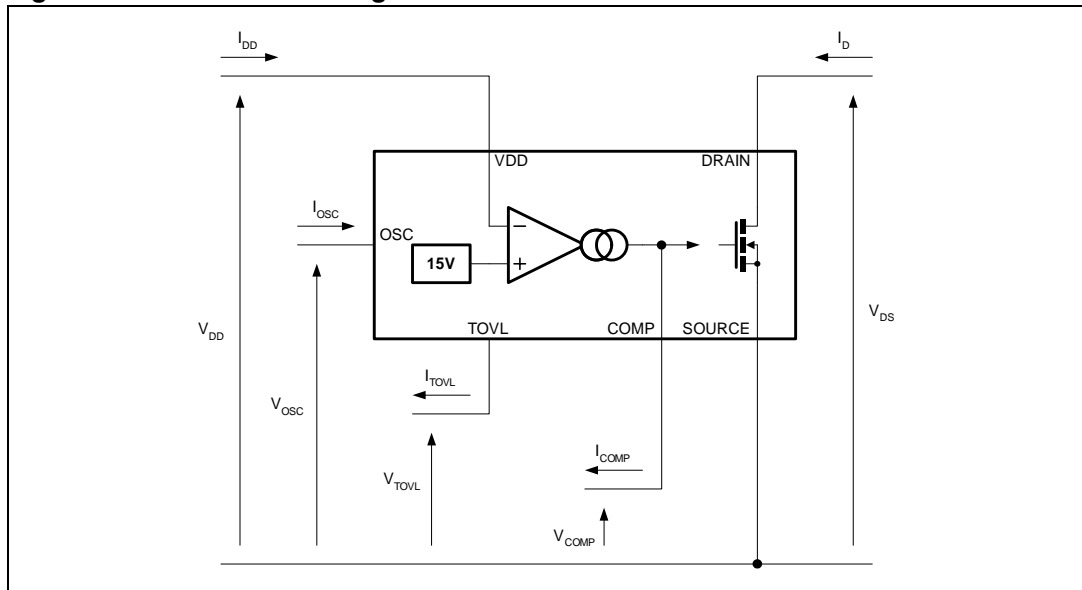 I_DD
I_D
VDD
DRAIN
I_OSC
OSC
15V
−
+
TOVL
COMP
SOURCE
V_DD
V_DS
I_TOVL
V_OSC
I_COMP
V_TOVL
V_COMP